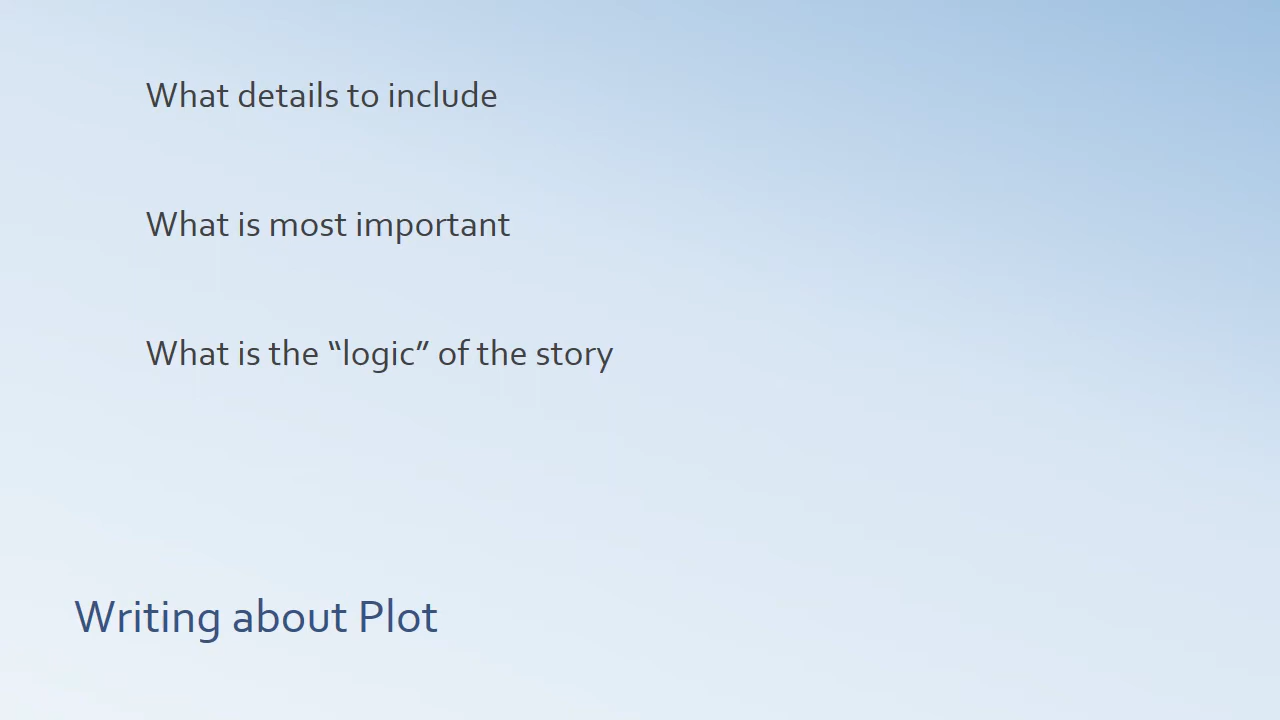 What details to include
What is most important
What is the “logic” of the story
Writing about Plot